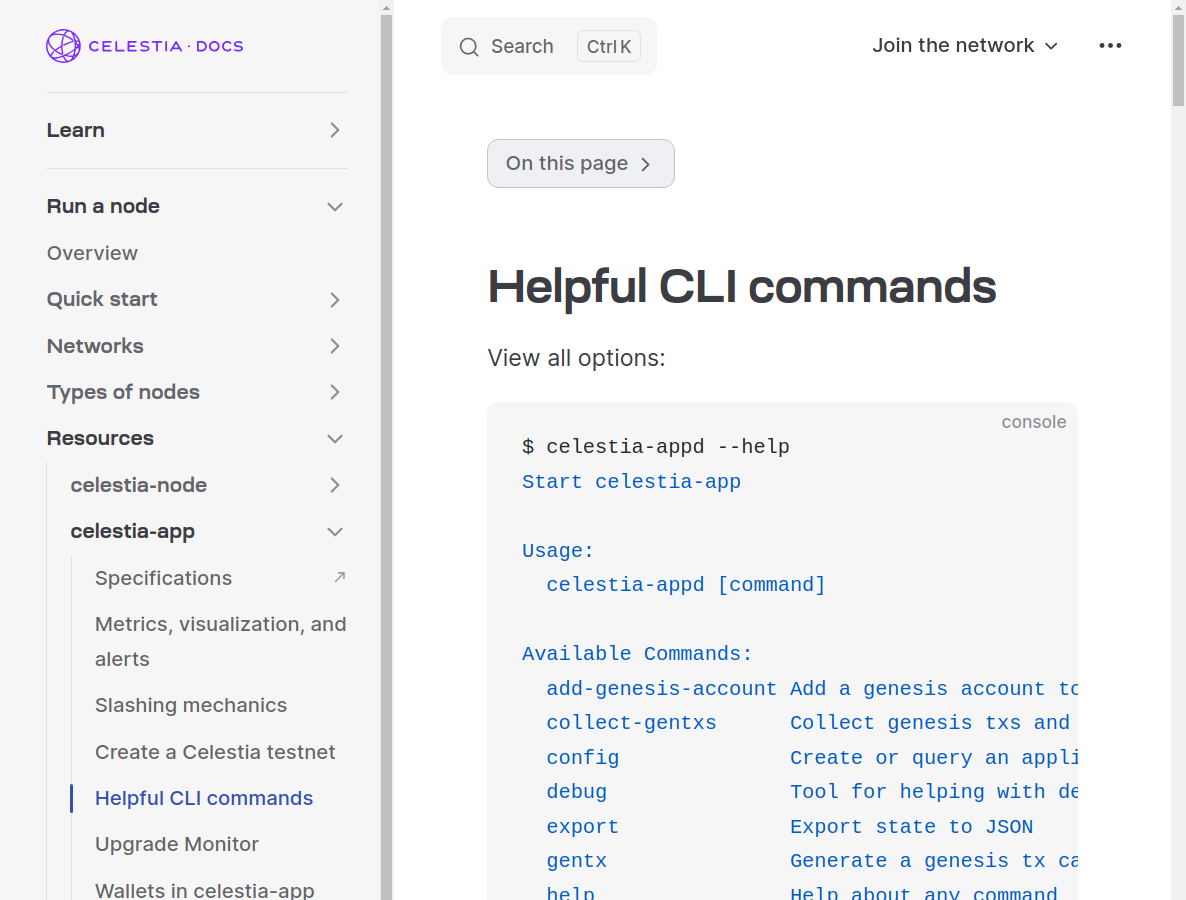 CELESTIA · DOCS
Learn
Run a node
Overview
Quick start
Networks
Types of nodes
Resources
celestia-node
celestia-app
Specifications
Metrics, visualization, and
alerts
Slashing mechanics
Create a Celestia testnet
Helpful CLI commands
Upgrade Monitor
Wallets in celestia-app
Search Ctrl K
Join the network
On this page
Helpful CLI commands
View all options:
console
$ celestia-appd --help
Start celestia-app
Usage:
celestia-appd [command]
Available Commands:
add-genesis-account Add a genesis account to
collect-gentxs Collect genesis txs and
config Create or query an appli
debug Tool for helping with de
export Export state to JSON
gentx Generate a genesis tx ca
help Help about any command